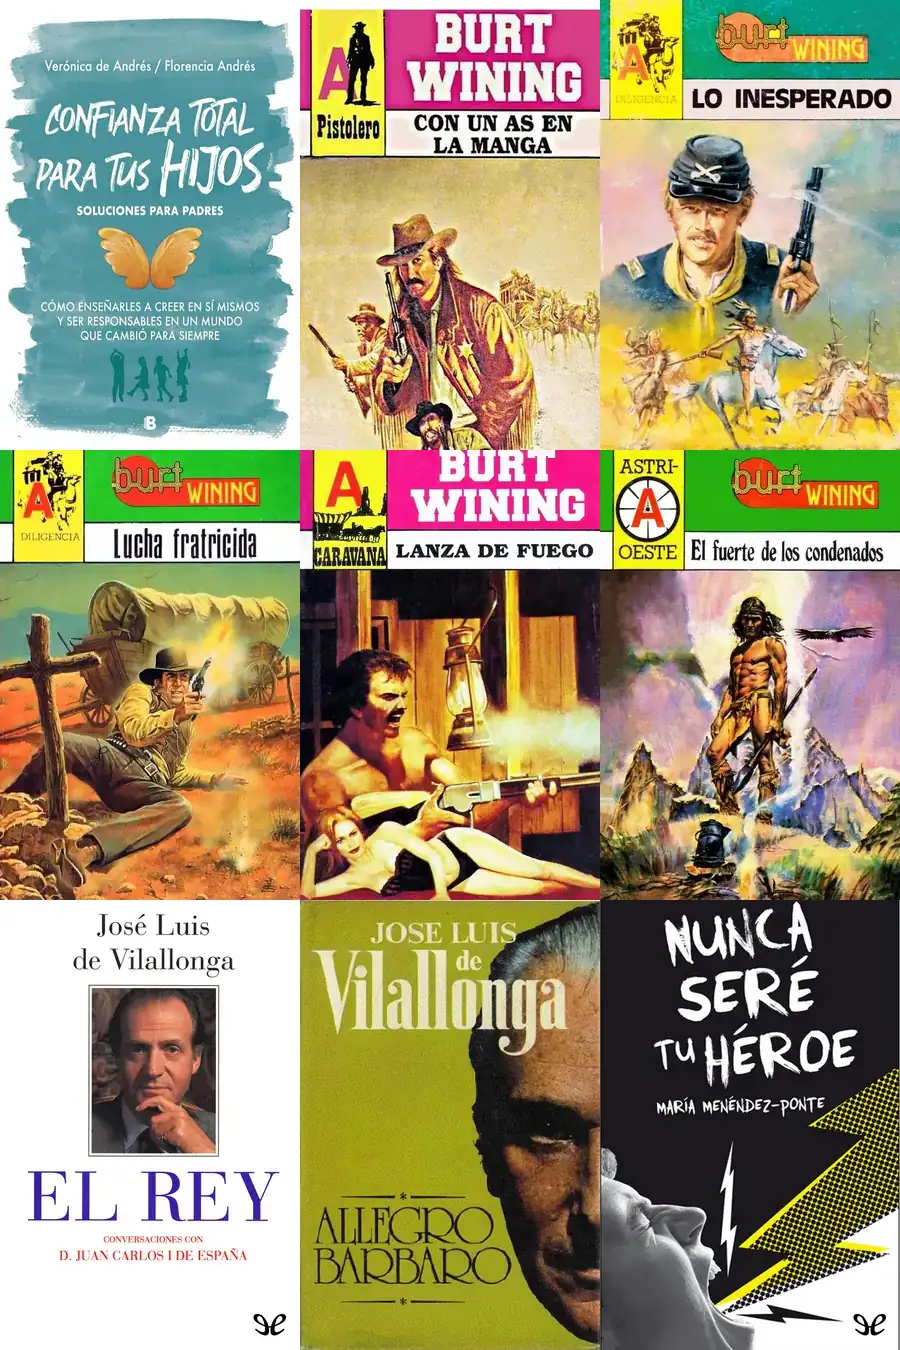 Verónica de Andrés / Florencia Andrés
CONFIANZA TOTAL
PARA TUS HIJOS
SOLUCIONES PARA PADRES
CÓMO ENSEÑARLES A CREER EN SÍ MISMOS
Y SER RESPONSABLES EN UN MUNDO
QUE CAMBIÓ PARA SIEMPRE
B
A
Pistolero
BURT
WINING
CON UN AS EN
LA MANGA
A
DILIGENCIA
burt
WINING
LO INESPERADO
A
DILIGENCIA
burt
WINING
Lucha fratricida
A
CARAVANA
BURT
WINING
LANZA DE FUEGO
ASTRI-
A
OESTE
burt
WINING
El fuerte de los condenados
José Luis
de Vilallonga
EL REY
CONVERSACIONES CON
D. JUAN CARLOS I DE ESPAÑA
JOSE LUIS
de
Vilallonga
ALLEGRO
BARBARO
NUNCA
SERÉ
TU HÉROE
MARÍA MENÉNDEZ-PONTE